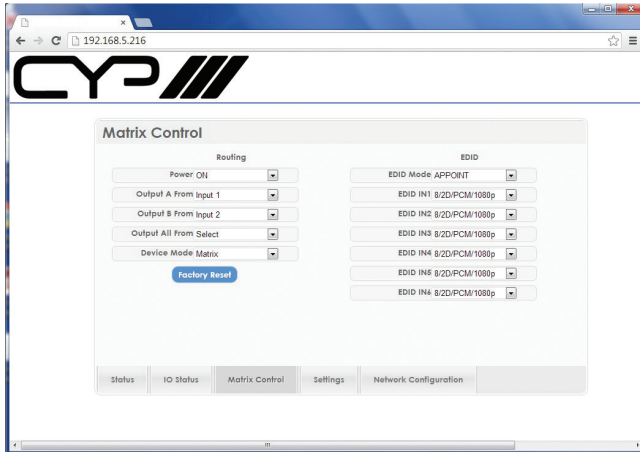 192.168.5.216
CYP
Matrix Control
Routing
Power ON
Output A From Input 1
Output B From Input 2
Output All From Select
Device Mode Matrix
Factory Reset
EDID
EDID Mode APPOINT
EDID IN1 8/2D/PCM/1080p
EDID IN2 8/2D/PCM/1080p
EDID IN3 8/2D/PCM/1080p
EDID IN4 8/2D/PCM/1080p
EDID IN5 8/2D/PCM/1080p
EDID IN6 8/2D/PCM/1080p
Status IO Status Matrix Control Settings Network Configuration